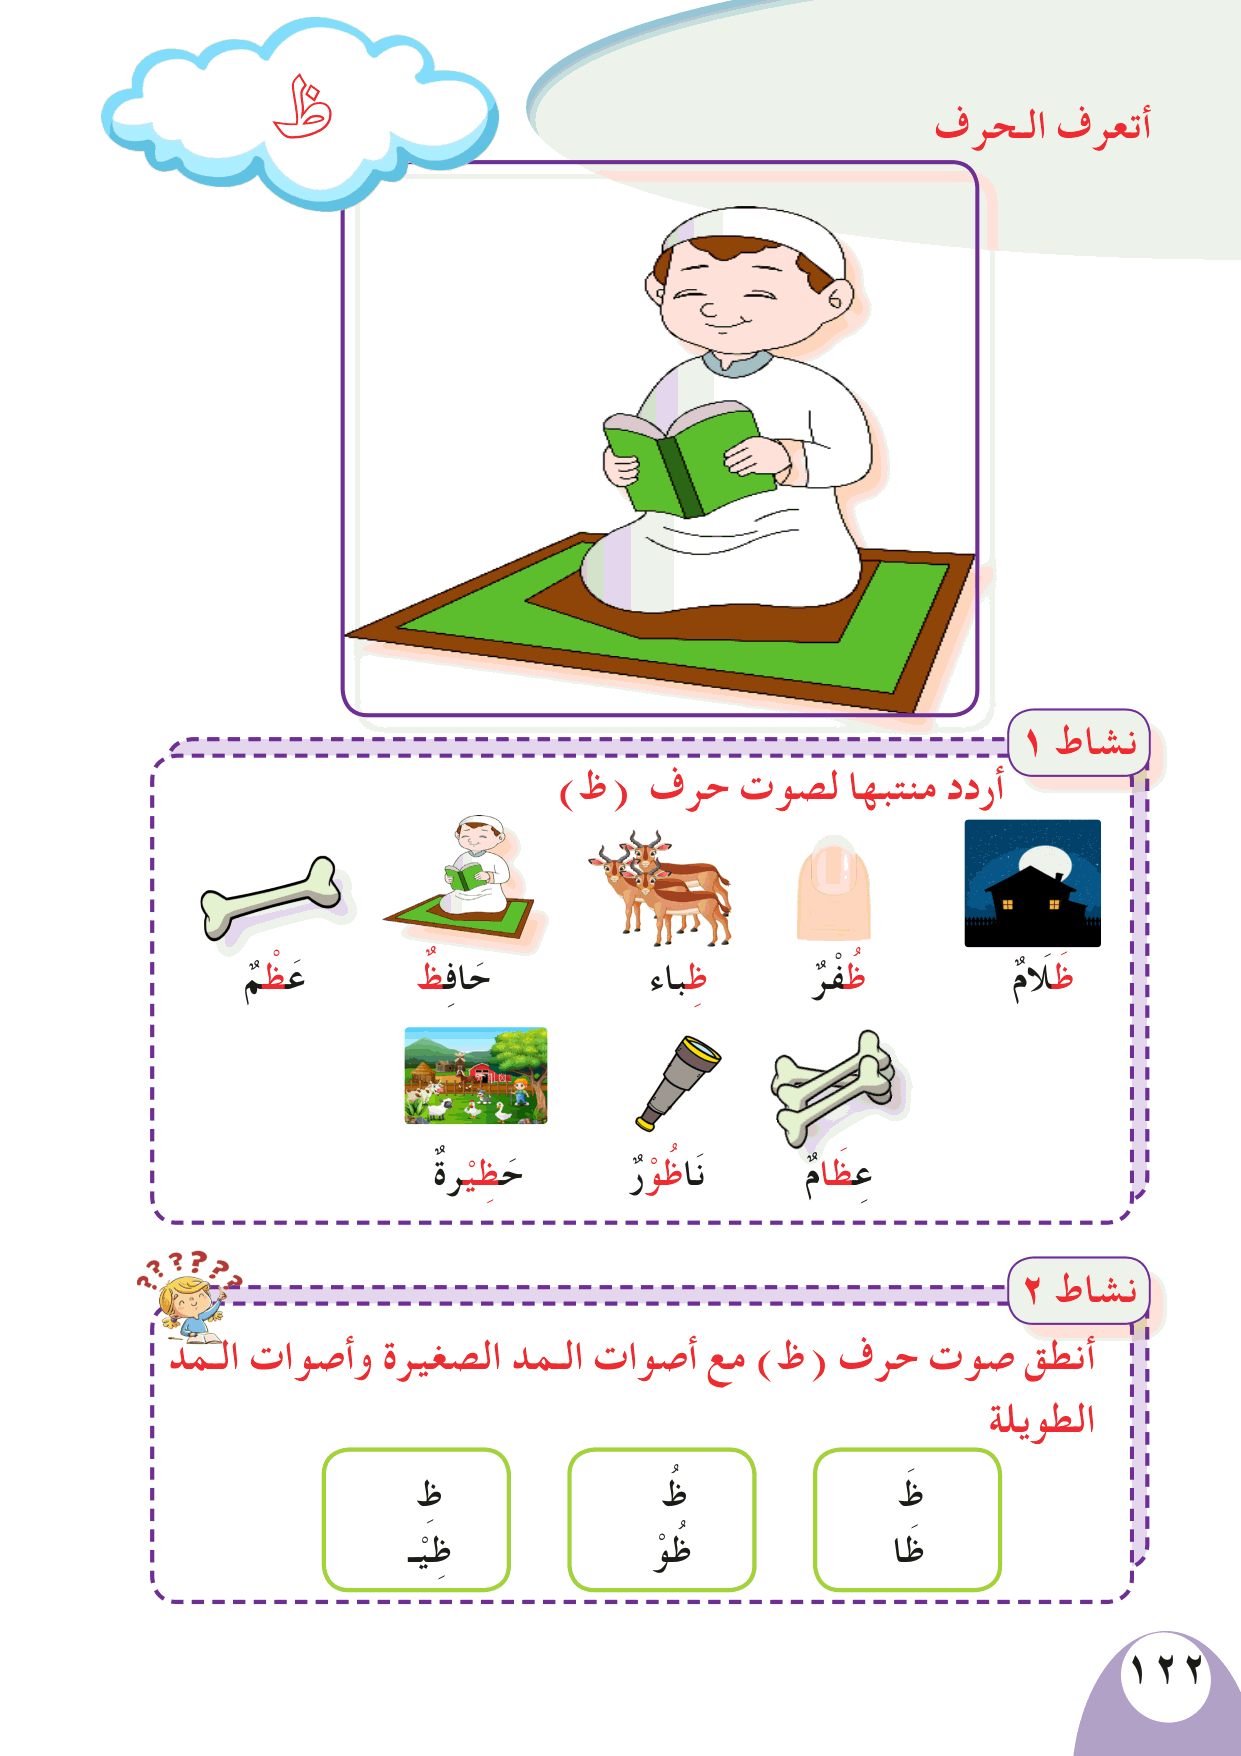 ظ
أتعرف الحرف
نشاط ١
أردد منتبها لصوت حرف (ظ)
ظَلَامٌ ظُفْرٌ ظِباء حَافِظٌ عَظْمٌ
عِظَامٌ نَاظُوْرٌ حَظِيْرةٌ
نشاط ٢
? ? ? ? ? ?
أنطق صوت حرف (ظ) مع أصوات المد الصغيرة وأصوات المد
الطويلة
ظَ ظُ ظِ
ظَا ظُوْ ظِيْـ
١٢٢